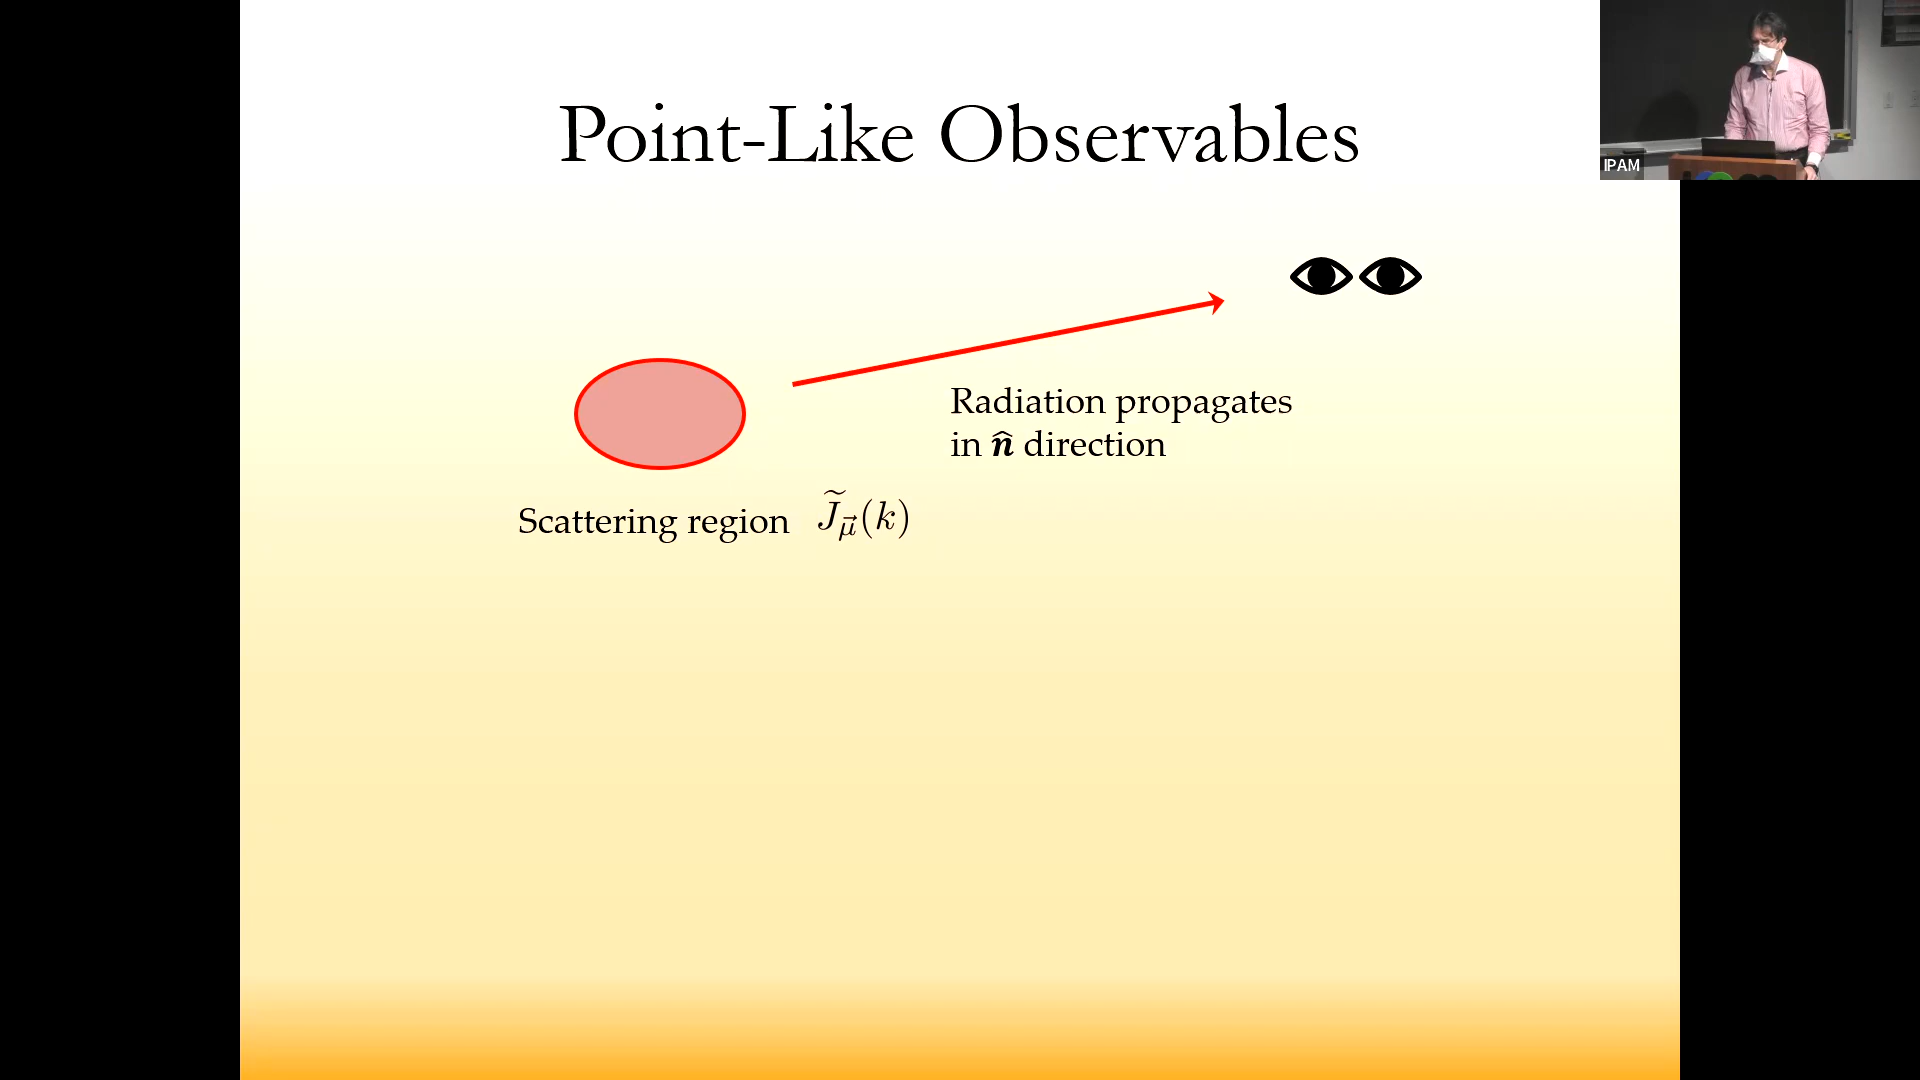 Point-Like Observables
IPAM
Radiation propagates
in n̂ direction
Scattering region J̃_μ⃗(k)